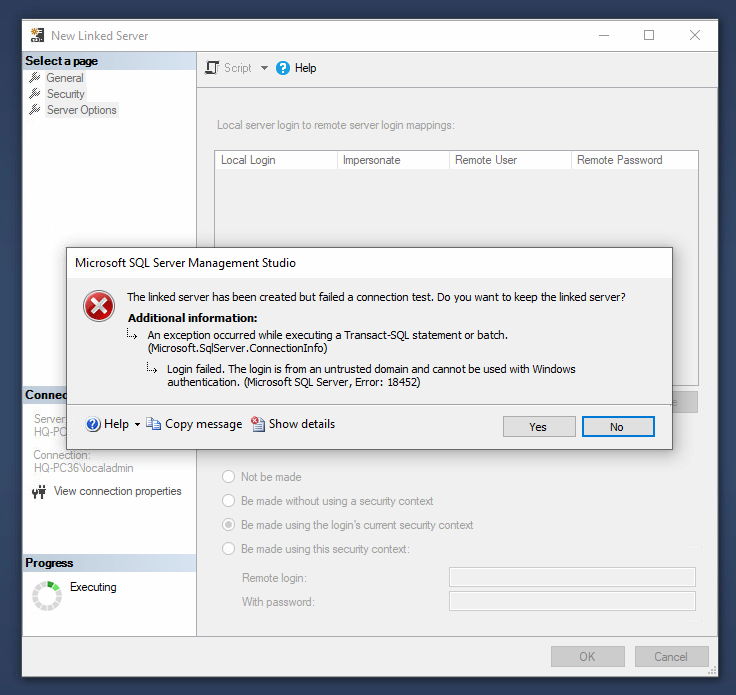 New Linked Server
Select a page
General
Security
Server Options
Script
Help
Local server login to remote server login mappings:
Local Login Impersonate Remote User Remote Password
Microsoft SQL Server Management Studio
The linked server has been created but failed a connection test. Do you want to keep the linked server?
Additional information:
An exception occurred while executing a Transact-SQL statement or batch.
(Microsoft.SqlServer.ConnectionInfo)
Login failed. The login is from an untrusted domain and cannot be used with Windows
authentication. (Microsoft SQL Server, Error: 18452)
Help Copy message Show details Yes No
Connec
Server
HQ-PC
Connection:
HQ-PC36\localadmin
View connection properties
Not be made
Be made without using a security context
Be made using the login's current security context
Be made using this security context:
Remote login:
With password:
Progress
Executing
OK Cancel